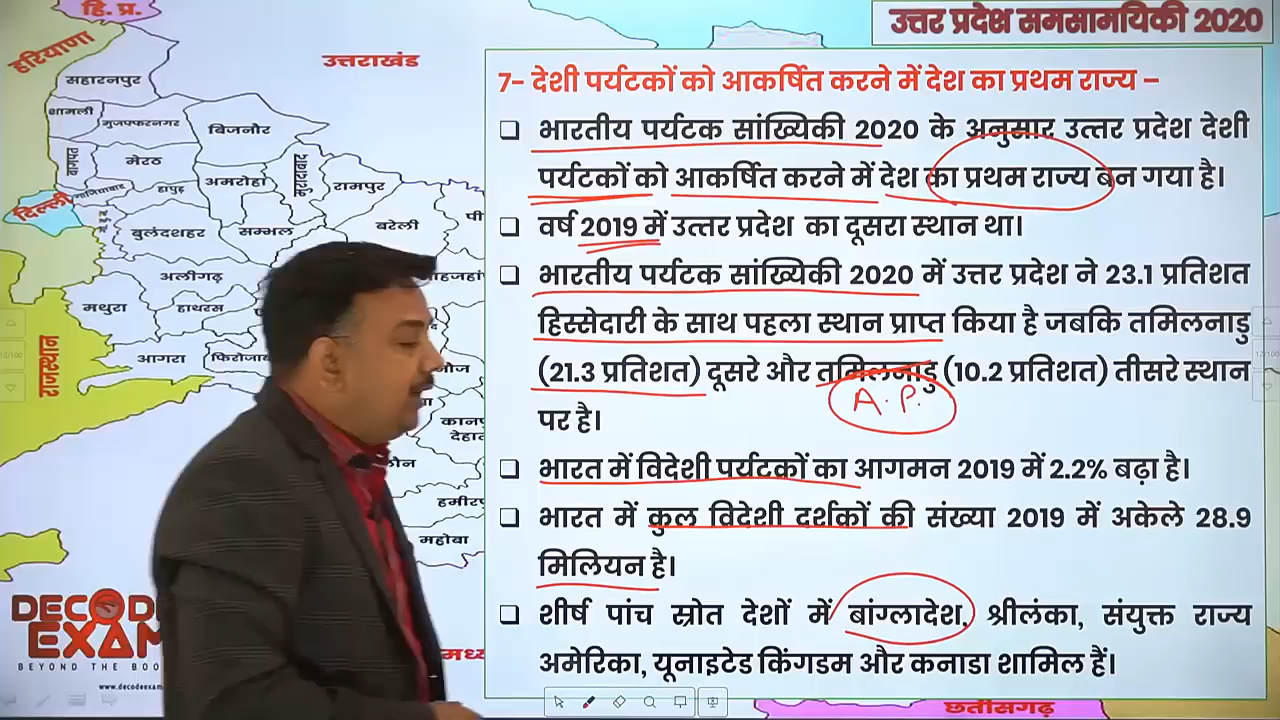 हि. प्र.
उत्तर प्रदेश समसामयिकी 2020
हरियाणा
उत्तराखंड
सहारनपुर
शामली
मुजफ्फरनगर
बिजनौर
बागपत
मेरठ
गाजियाबाद
हापुड़
अमरोहा
मुरादाबाद
रामपुर
दिल्ली
बुलंदशहर
सम्भल
बरेली
पी
अलीगढ़
मथुरा
हाथरस
आगरा
फिरोजाब
राजस्थान
कानप
देहा
हमीरप
महोबा
मध्य
छतीसगढ़
7- देशी पर्यटकों को आकर्षित करने में देश का प्रथम राज्य –
❑ भारतीय पर्यटक सांख्यिकी 2020 के अनुसार उत्तर प्रदेश देशी
पर्यटकों को आकर्षित करने में देश का प्रथम राज्य बन गया है।
❑ वर्ष 2019 में उत्तर प्रदेश का दूसरा स्थान था।
❑ भारतीय पर्यटक सांख्यिकी 2020 में उत्तर प्रदेश ने 23.1 प्रतिशत
हिस्सेदारी के साथ पहला स्थान प्राप्त किया है जबकि तमिलनाडु
(21.3 प्रतिशत) दूसरे और तमिलनाडु (10.2 प्रतिशत) तीसरे स्थान
A. P.
पर है।
❑ भारत में विदेशी पर्यटकों का आगमन 2019 में 2.2% बढ़ा है।
❑ भारत में कुल विदेशी दर्शकों की संख्या 2019 में अकेले 28.9
मिलियन है।
❑ शीर्ष पांच स्रोत देशों में बांग्लादेश, श्रीलंका, संयुक्त राज्य
अमेरिका, यूनाइटेड किंगडम और कनाडा शामिल हैं।
DECODE
EXAM
BEYOND THE BOO
www.decodeexam